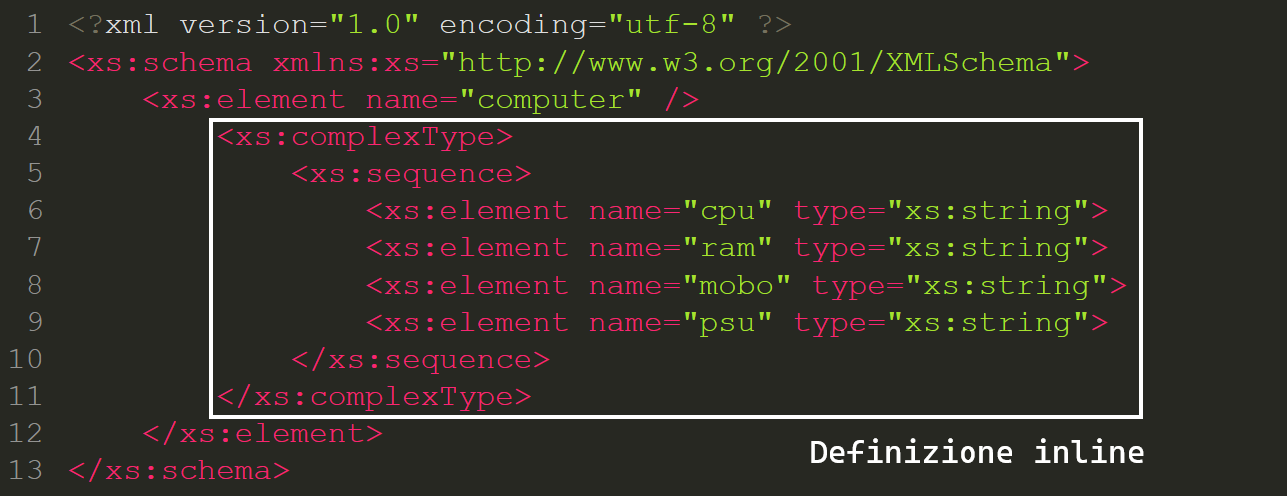 1 <?xml version="1.0" encoding="utf-8" ?>
2 <xs:schema xmlns:xs="http://www.w3.org/2001/XMLSchema">
3 <xs:element name="computer" />
4 <xs:complexType>
5 <xs:sequence>
6 <xs:element name="cpu" type="xs:string">
7 <xs:element name="ram" type="xs:string">
8 <xs:element name="mobo" type="xs:string">
9 <xs:element name="psu" type="xs:string">
10 </xs:sequence>
11 </xs:complexType>
12 </xs:element>
Definizione inline
13 </xs:schema>